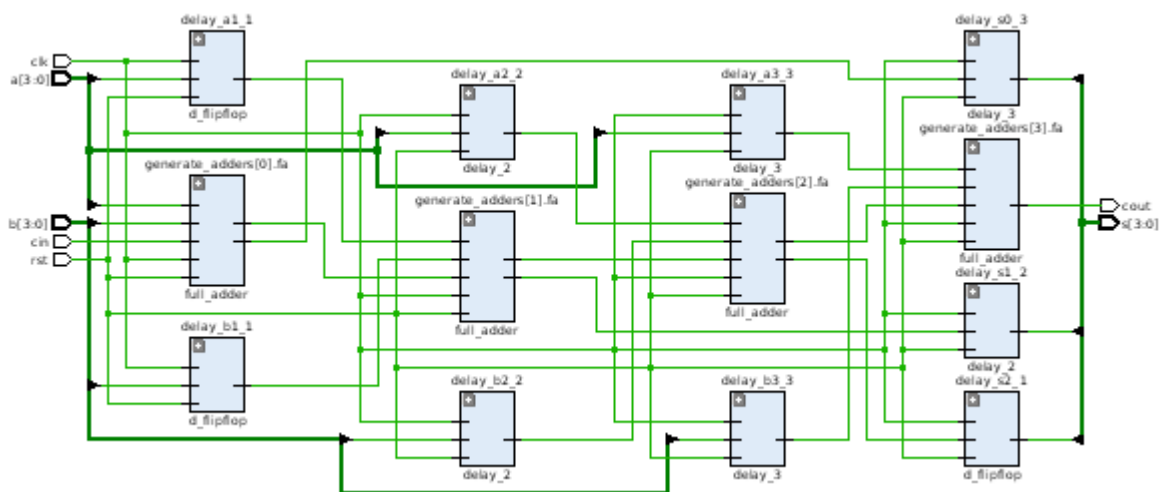 delay_a1_1
clk
a[3:0]
d_flipflop
generate_adders[0].fa
b[3:0]
cin
rst
full_adder
delay_b1_1
d_flipflop
delay_a2_2
delay_2
generate_adders[1].fa
full_adder
delay_b2_2
delay_2
delay_a3_3
delay_3
generate_adders[2].fa
full_adder
delay_b3_3
delay_3
delay_s0_3
delay_3
generate_adders[3].fa
full_adder
cout
s[3:0]
delay_s1_2
delay_2
delay_s2_1
d_flipflop